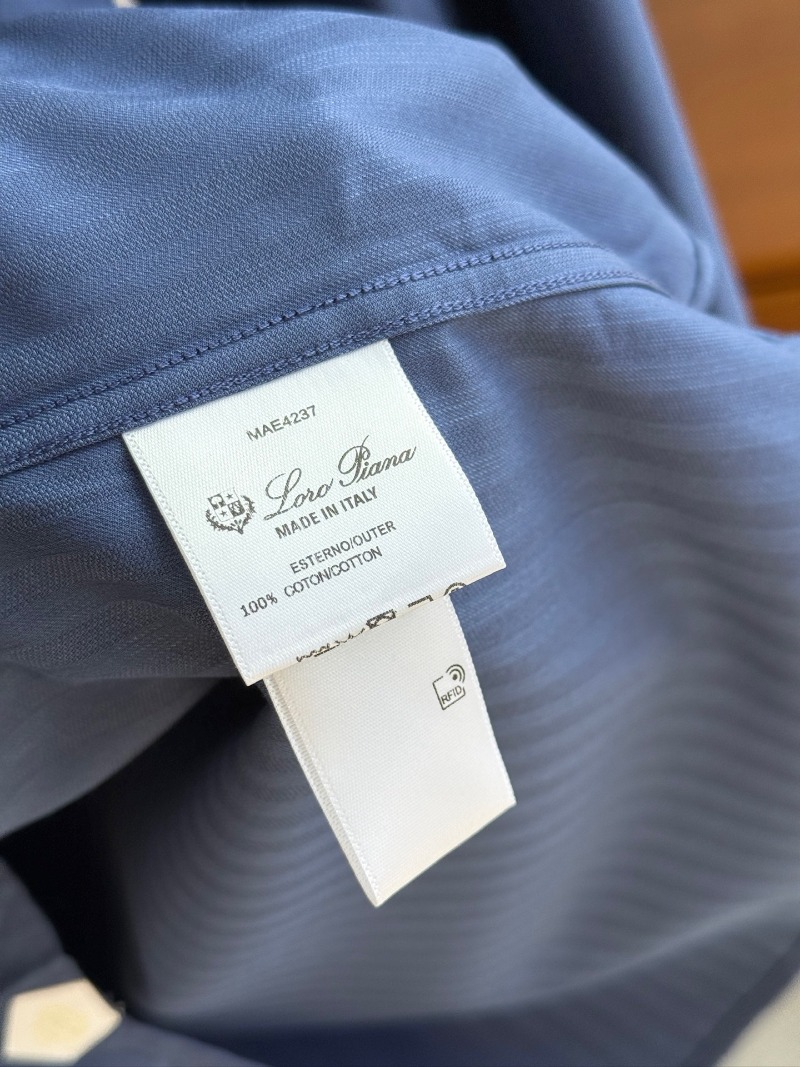 MAE4237
Loro Piana
MADE IN ITALY
ESTERNO/OUTER
100% COTON/COTTON
RFID